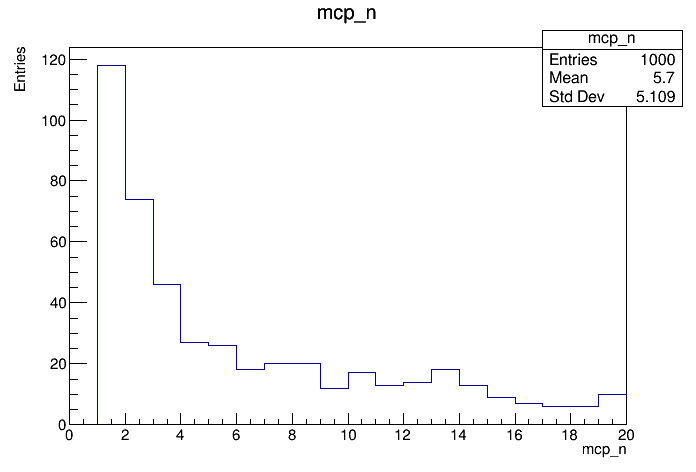 mcp_n
mcp_n
Entries 1000
Mean 5.7
Std Dev 5.109
Entries
120
100
80
60
40
20
0
0 2 4 6 8 10 12 14 16 18 20
mcp_n